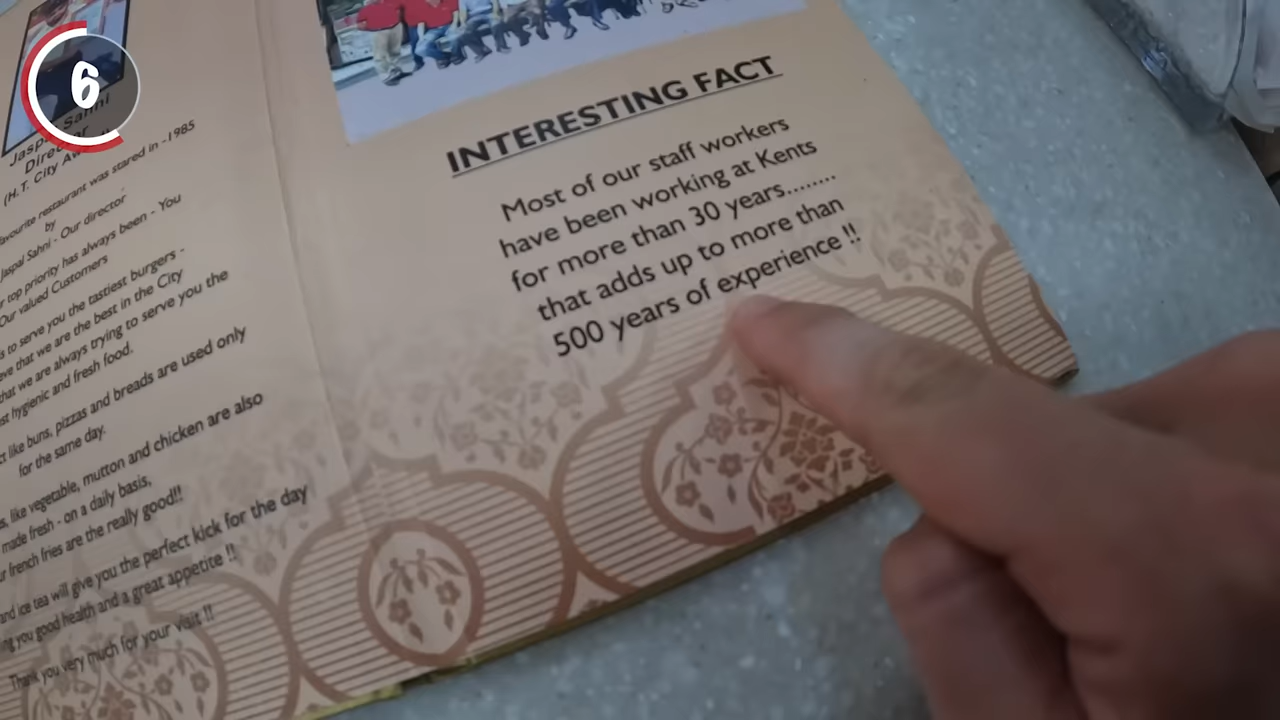 6
Jaspal Sahni
Director
(H.T. City
favourite restaurant was stared in -1985
by
Jaspal Sahni - Our director
top priority has always been - You
Our valued Customers
is to serve you the tastiest burgers -
that we are the best in the City
that we are always trying to serve you the
hygienic and fresh food.
like buns, pizzas and breads are used only
for the same day.
like vegetable, mutton and chicken are also
made fresh - on a daily basis,
french fries are the really good!!
and ice tea will give you the perfect kick for the day
you good health and a great appetite !!
Thank you very much for your visit !!
INTERESTING FACT
Most of our staff workers
have been working at Kents
for more than 30 years........
that adds up to more than
500 years of experience !!